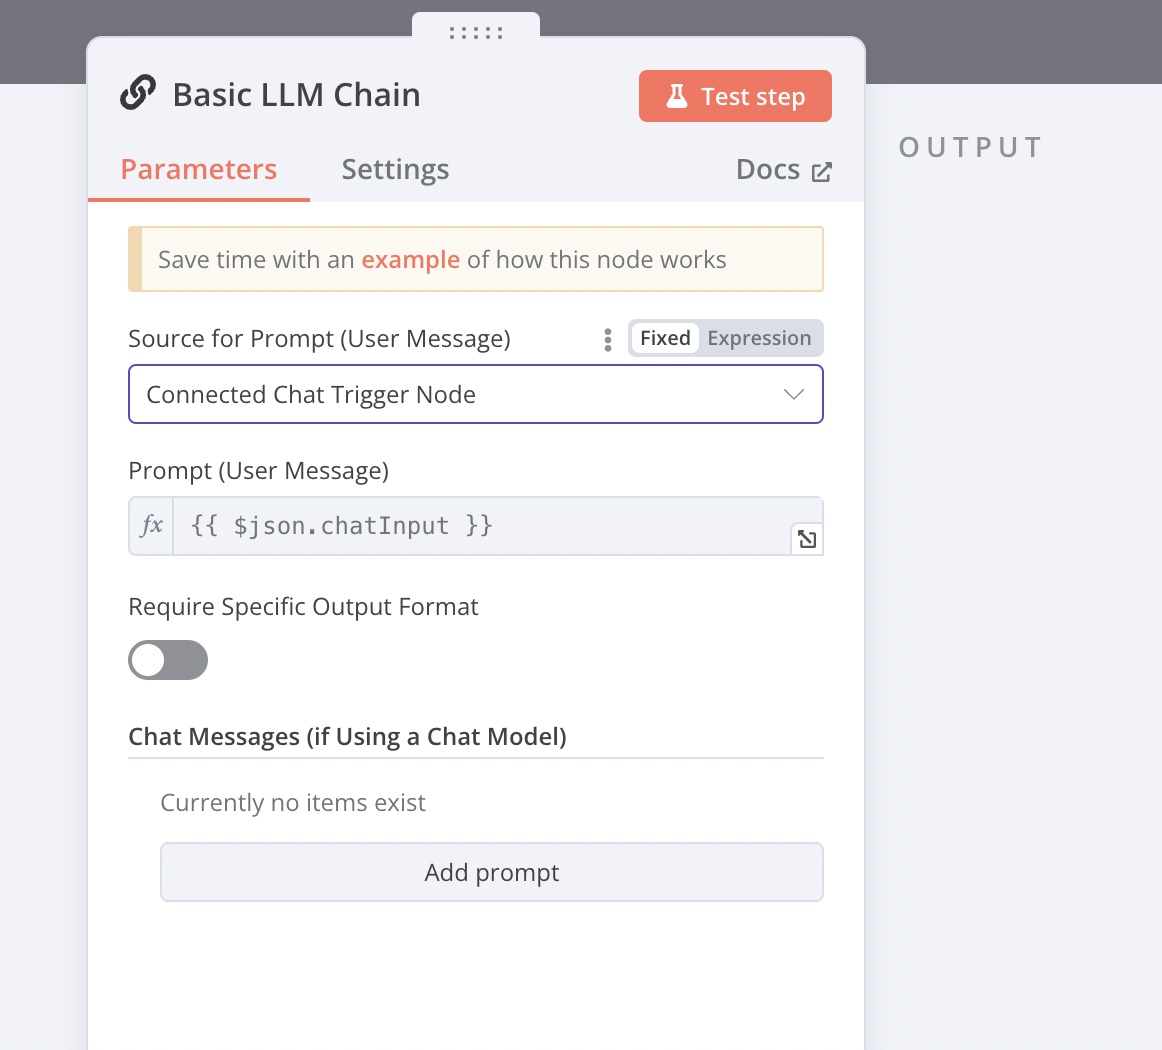 Basic LLM Chain
Test step
OUTPUT
Parameters
Settings
Docs
Save time with an example of how this node works
Source for Prompt (User Message)
Fixed
Expression
Connected Chat Trigger Node
Prompt (User Message)
fx
{{ $json.chatInput }}
Require Specific Output Format
Chat Messages (if Using a Chat Model)
Currently no items exist
Add prompt